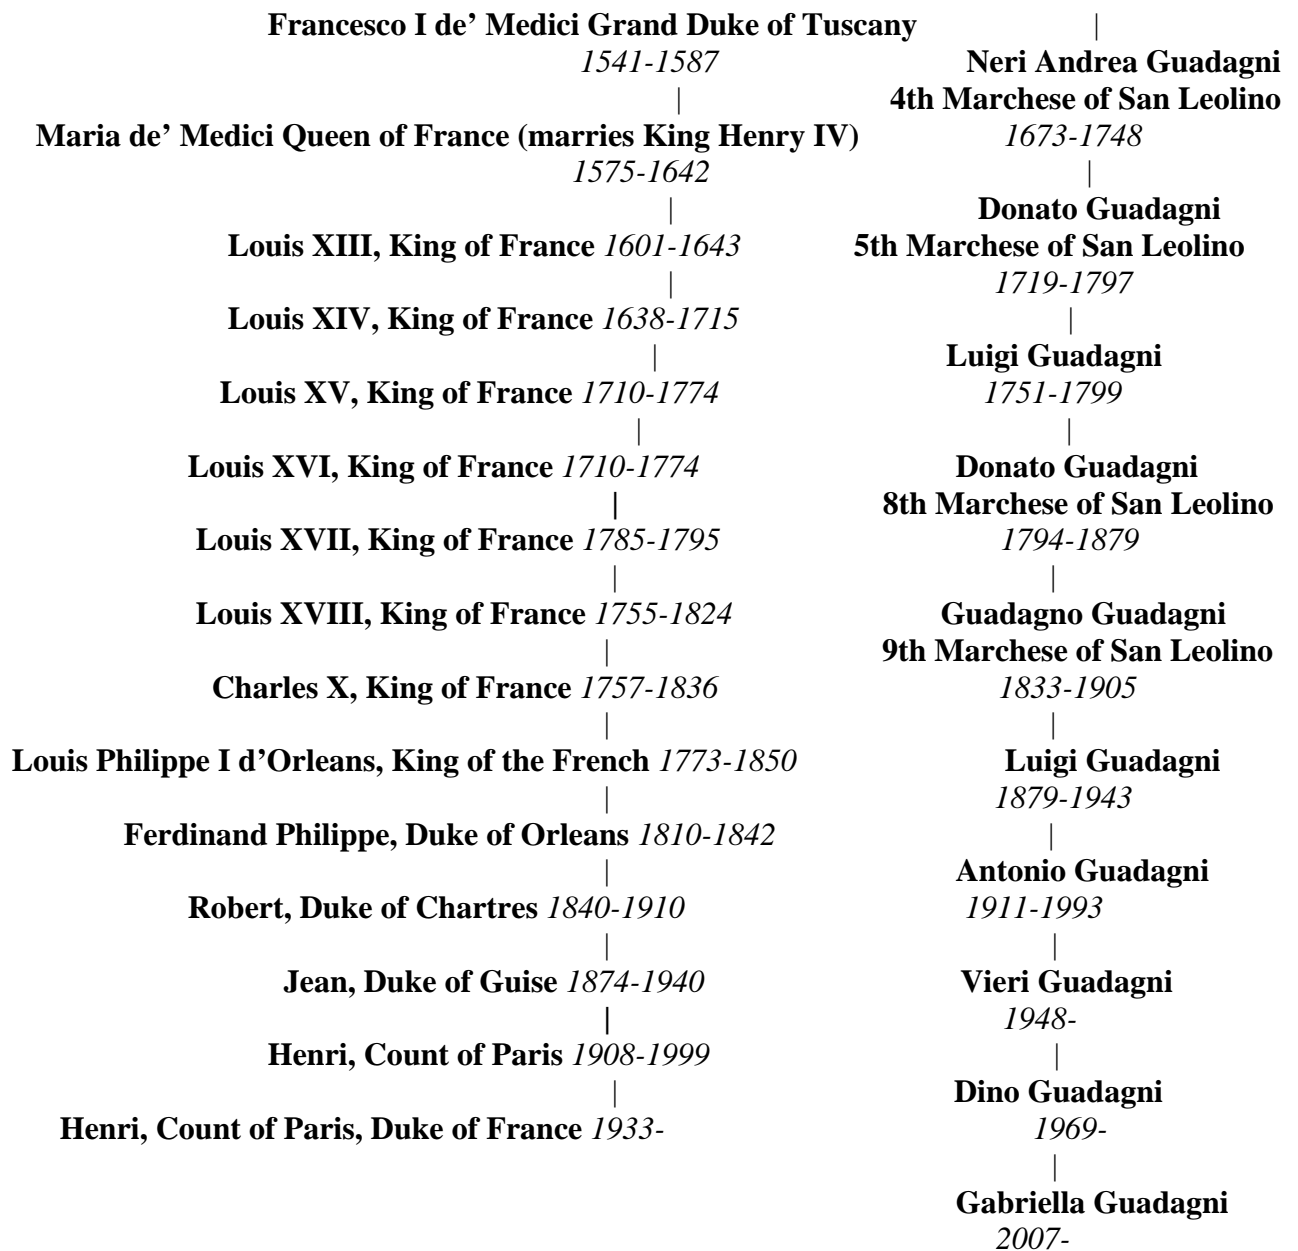 Francesco I de’ Medici Grand Duke of Tuscany |
1541-1587
|
Maria de’ Medici Queen of France (marries King Henry IV)
1575-1642
|
Louis XIII, King of France 1601-1643
|
Louis XIV, King of France 1638-1715
|
Louis XV, King of France 1710-1774
|
Louis XVI, King of France 1710-1774
|
Louis XVII, King of France 1785-1795
|
Louis XVIII, King of France 1755-1824
|
Charles X, King of France 1757-1836
|
Louis Philippe I d’Orleans, King of the French 1773-1850
|
Ferdinand Philippe, Duke of Orleans 1810-1842
|
Robert, Duke of Chartres 1840-1910
|
Jean, Duke of Guise 1874-1940
|
Henri, Count of Paris 1908-1999
|
Henri, Count of Paris, Duke of France 1933-
Neri Andrea Guadagni
4th Marchese of San Leolino
1673-1748
|
Donato Guadagni
5th Marchese of San Leolino
1719-1797
|
Luigi Guadagni
1751-1799
|
Donato Guadagni
8th Marchese of San Leolino
1794-1879
|
Guadagno Guadagni
9th Marchese of San Leolino
1833-1905
|
Luigi Guadagni
1879-1943
|
Antonio Guadagni
1911-1993
|
Vieri Guadagni
1948-
|
Dino Guadagni
1969-
|
Gabriella Guadagni
2007-